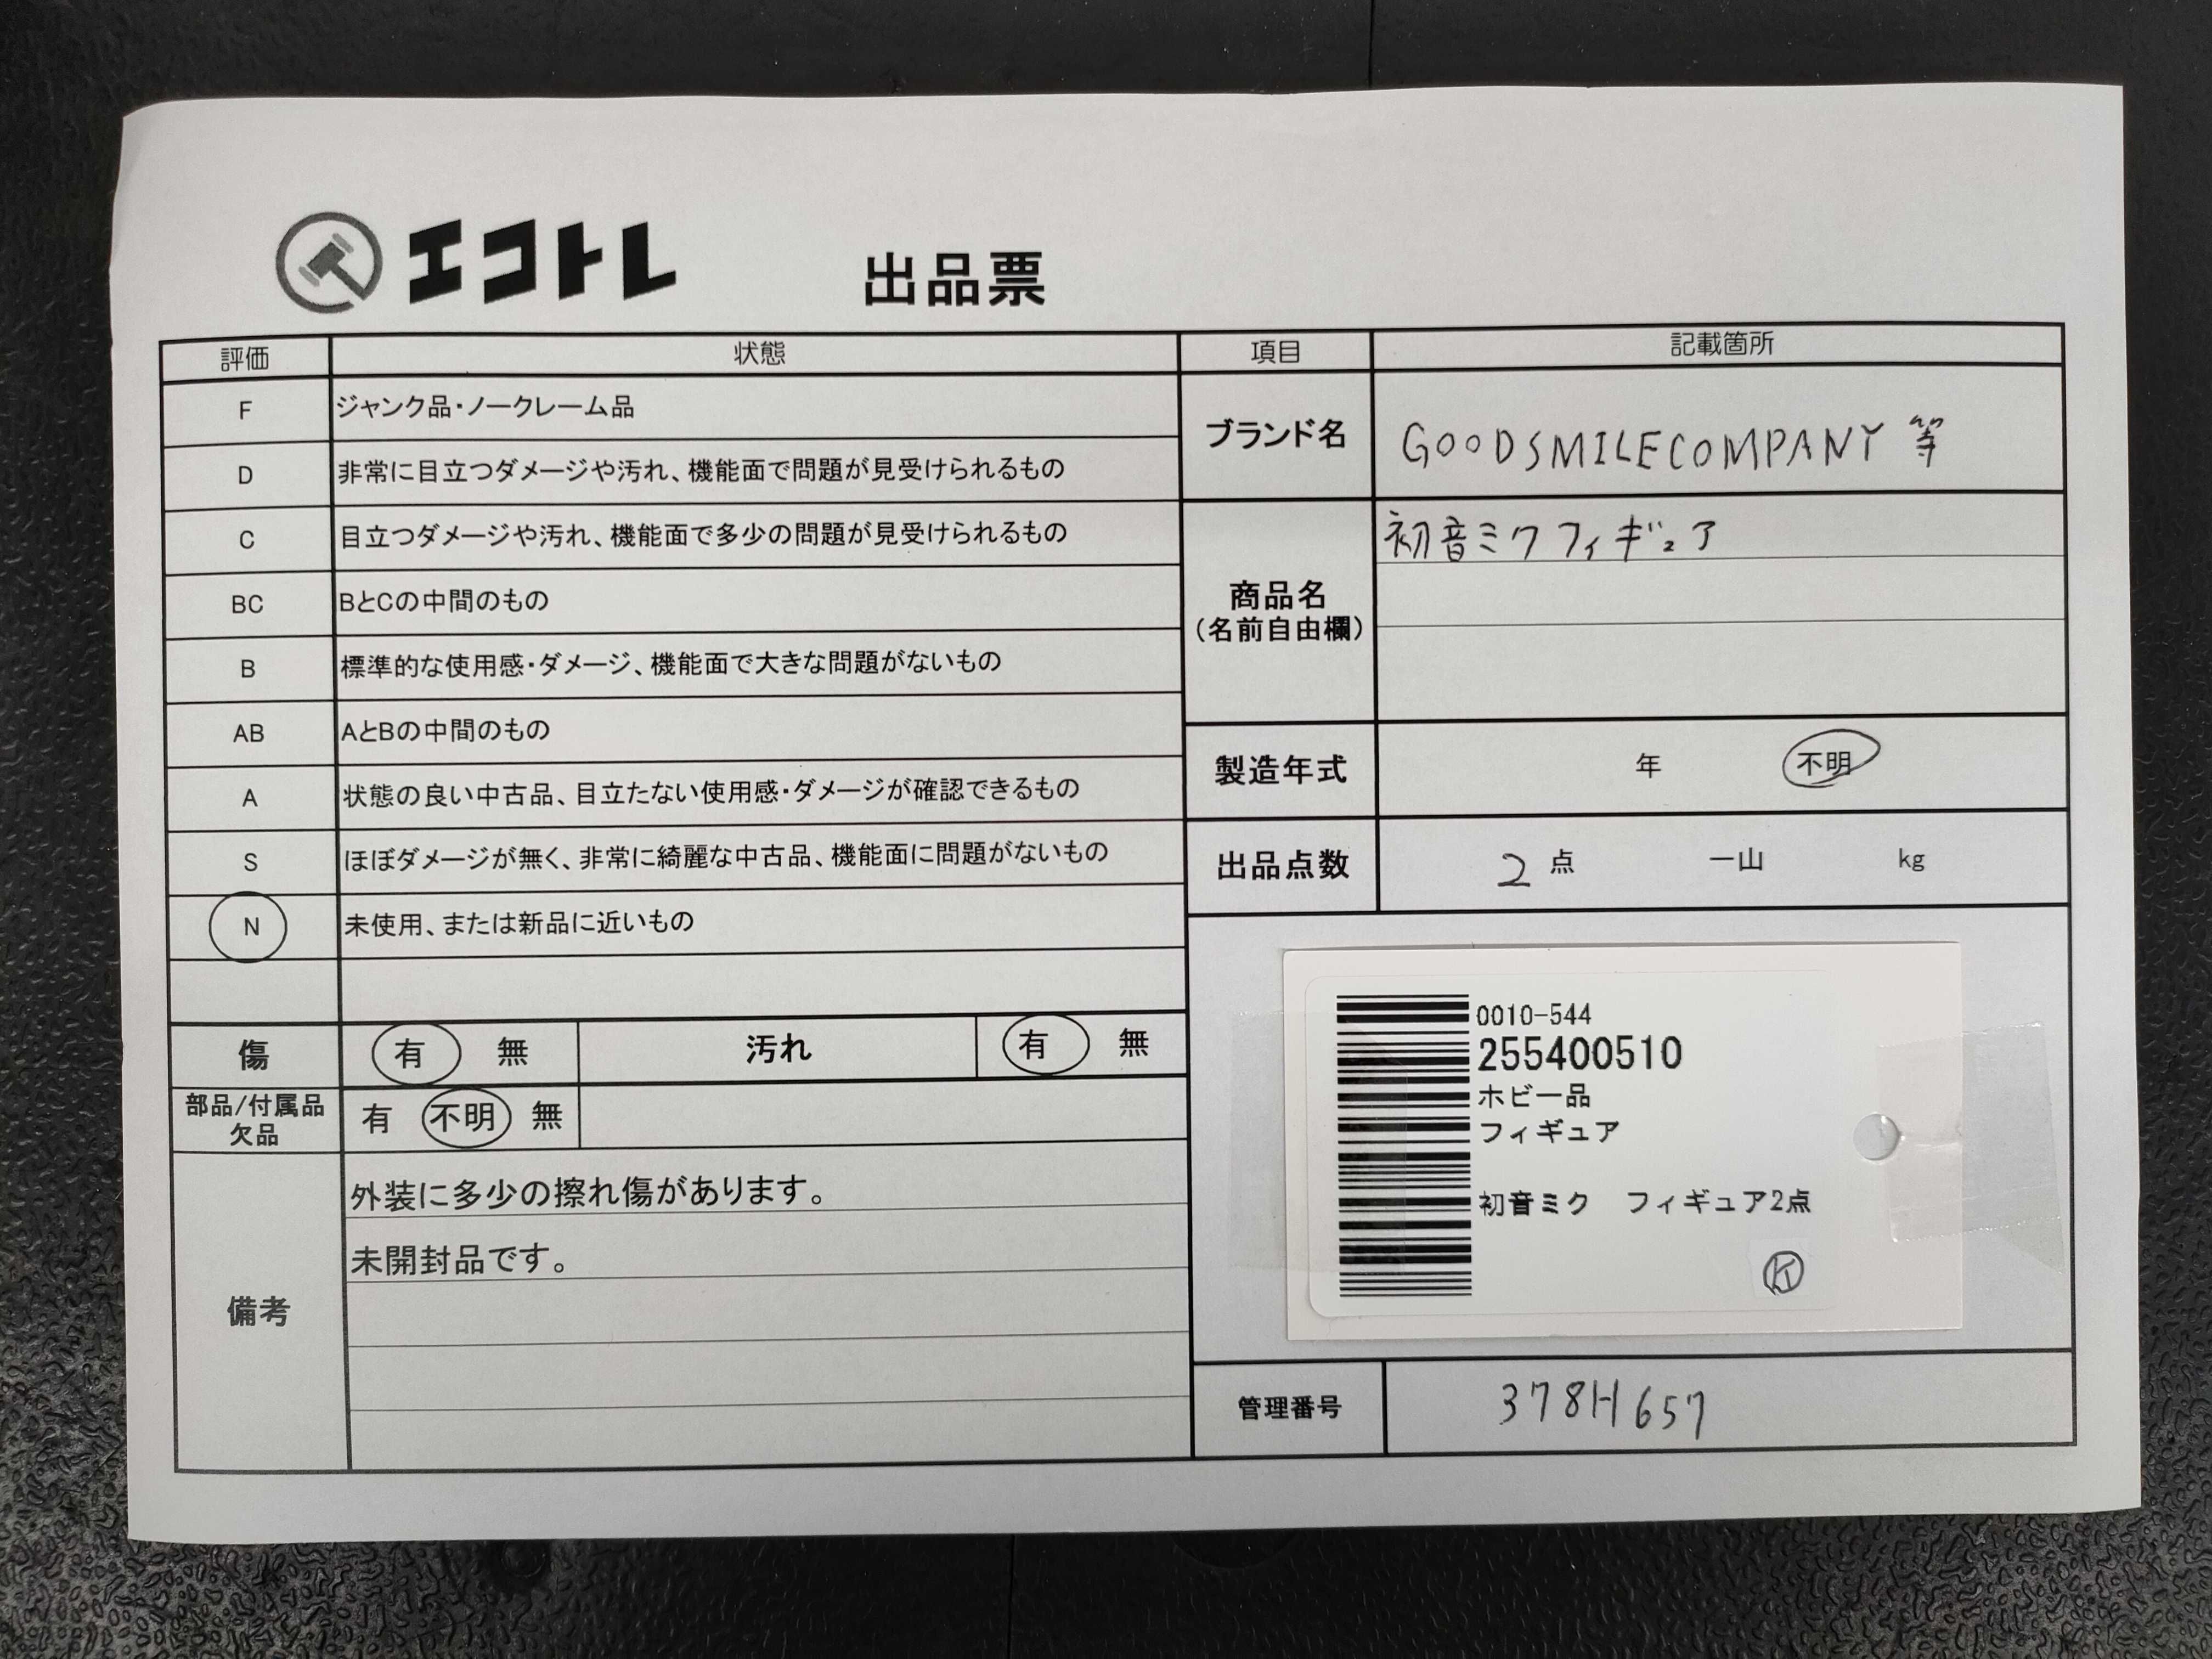 エコトレ
出品票
評価 状態
F ジャンク品・ノークレーム品
D 非常に目立つダメージや汚れ、機能面で問題が見受けられるもの
C 目立つダメージや汚れ、機能面で多少の問題が見受けられるもの
BC BとCの中間のもの
B 標準的な使用感・ダメージ、機能面で大きな問題がないもの
AB AとBの中間のもの
A 状態の良い中古品、目立たない使用感・ダメージが確認できるもの
S ほぼダメージが無く、非常に綺麗な中古品、機能面に問題がないもの
N 未使用、または新品に近いもの
傷 有 無 汚れ 有 無
部品/付属品
欠品
有 不明 無
備考
外装に多少の擦れ傷があります。
未開封品です。
項目 記載箇所
ブランド名 GOODSMILECOMPANY 等
商品名
(名前自由欄)
初音ミクフィギュア
製造年式 年 不明
出品点数 2 点 一山 kg
0010-544
255400510
ホビー品
フィギュア
初音ミク フィギュア2点
K
管理番号 378H657